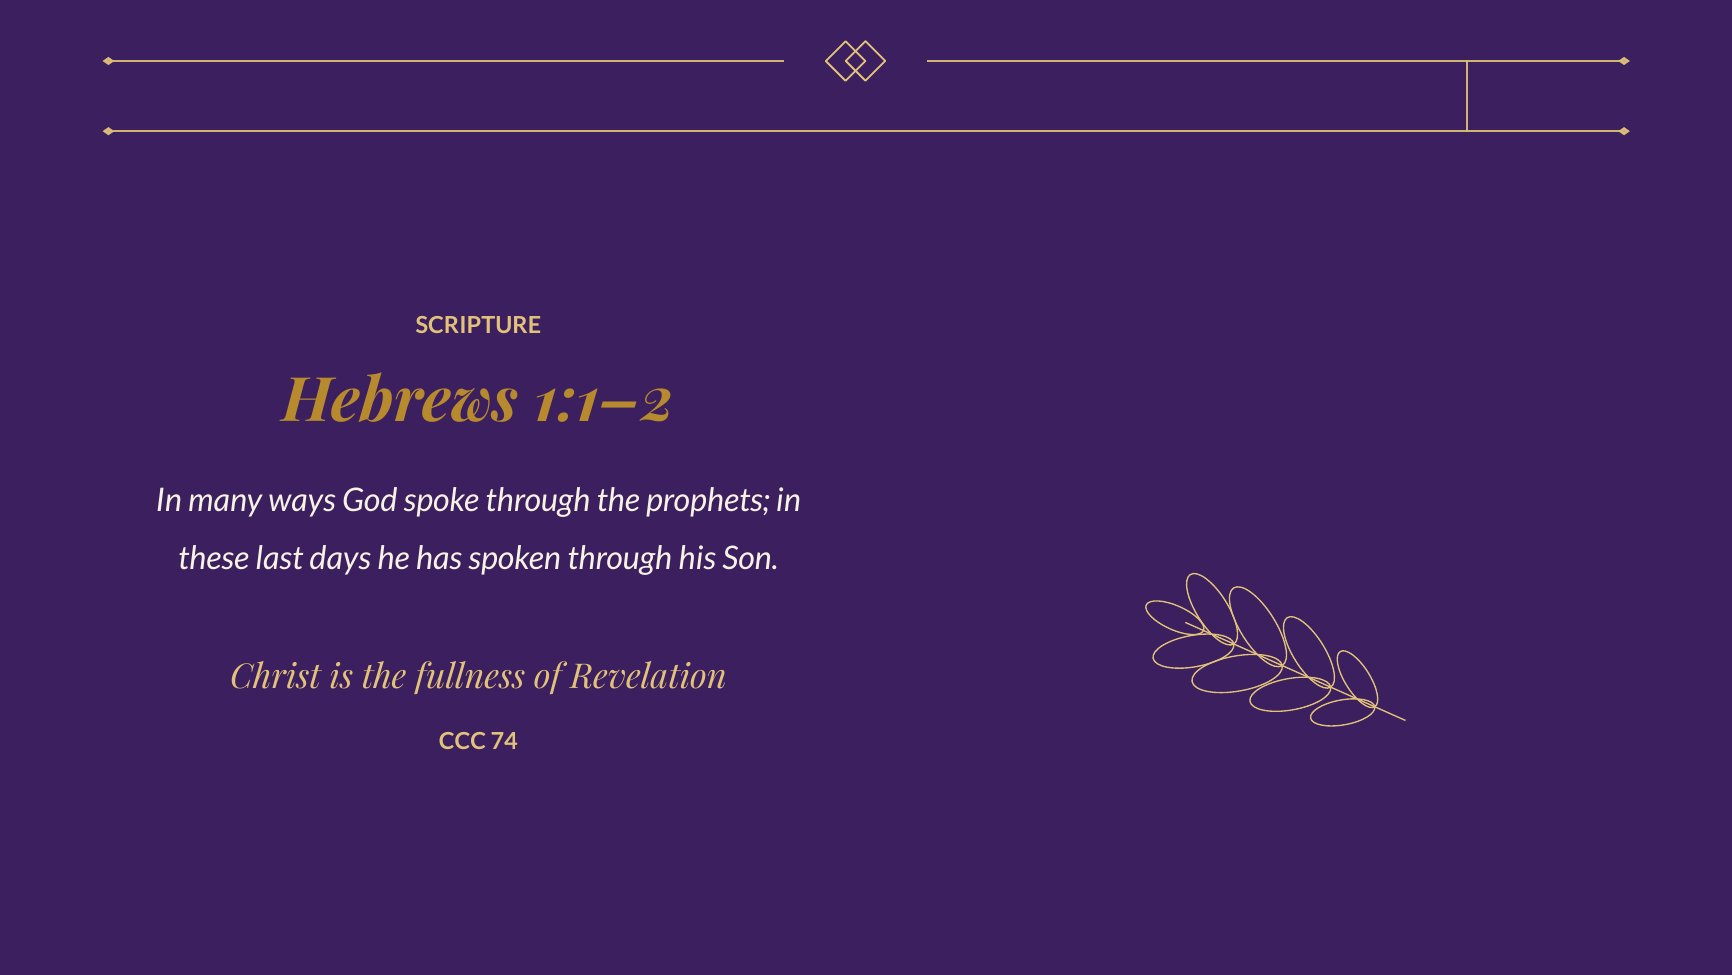 SCRIPTURE
Hebrews 1:1–2
In many ways God spoke through the prophets; in
these last days he has spoken through his Son.
Christ is the fullness of Revelation
CCC 74